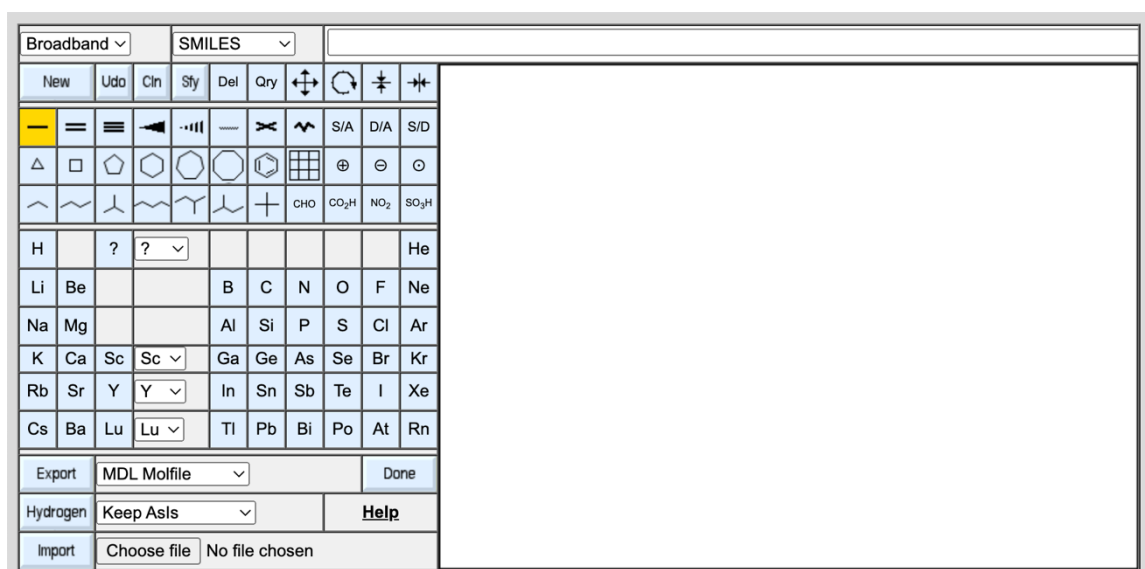 Broadband SMILES
New Udo Cln Sfy Del Qry
S/A D/A S/D
CHO CO₂H NO₂ SO₃H
H ? ? He
Li Be B C N O F Ne
Na Mg Al Si P S Cl Ar
K Ca Sc Sc Ga Ge As Se Br Kr
Rb Sr Y Y In Sn Sb Te I Xe
Cs Ba Lu Lu Tl Pb Bi Po At Rn
Export MDL Molfile Done
Hydrogen Keep AsIs Help
Import Choose file No file chosen